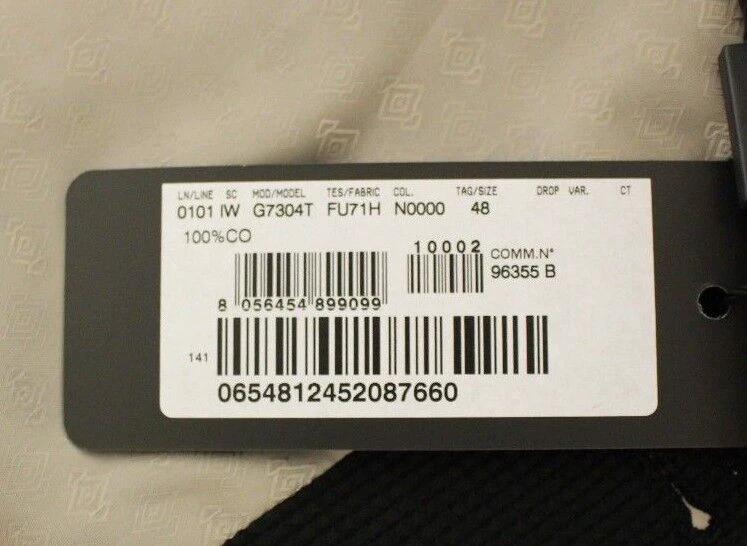 LN/LINE SC MOD/MODEL TES/FABRIC COL. TAG/SIZE DROP VAR. CT
0101 IW G7304T FU71H N0000 48
100%CO
10002
COMM.N°
96355 B
8 056454 899099
141
0654812452087660